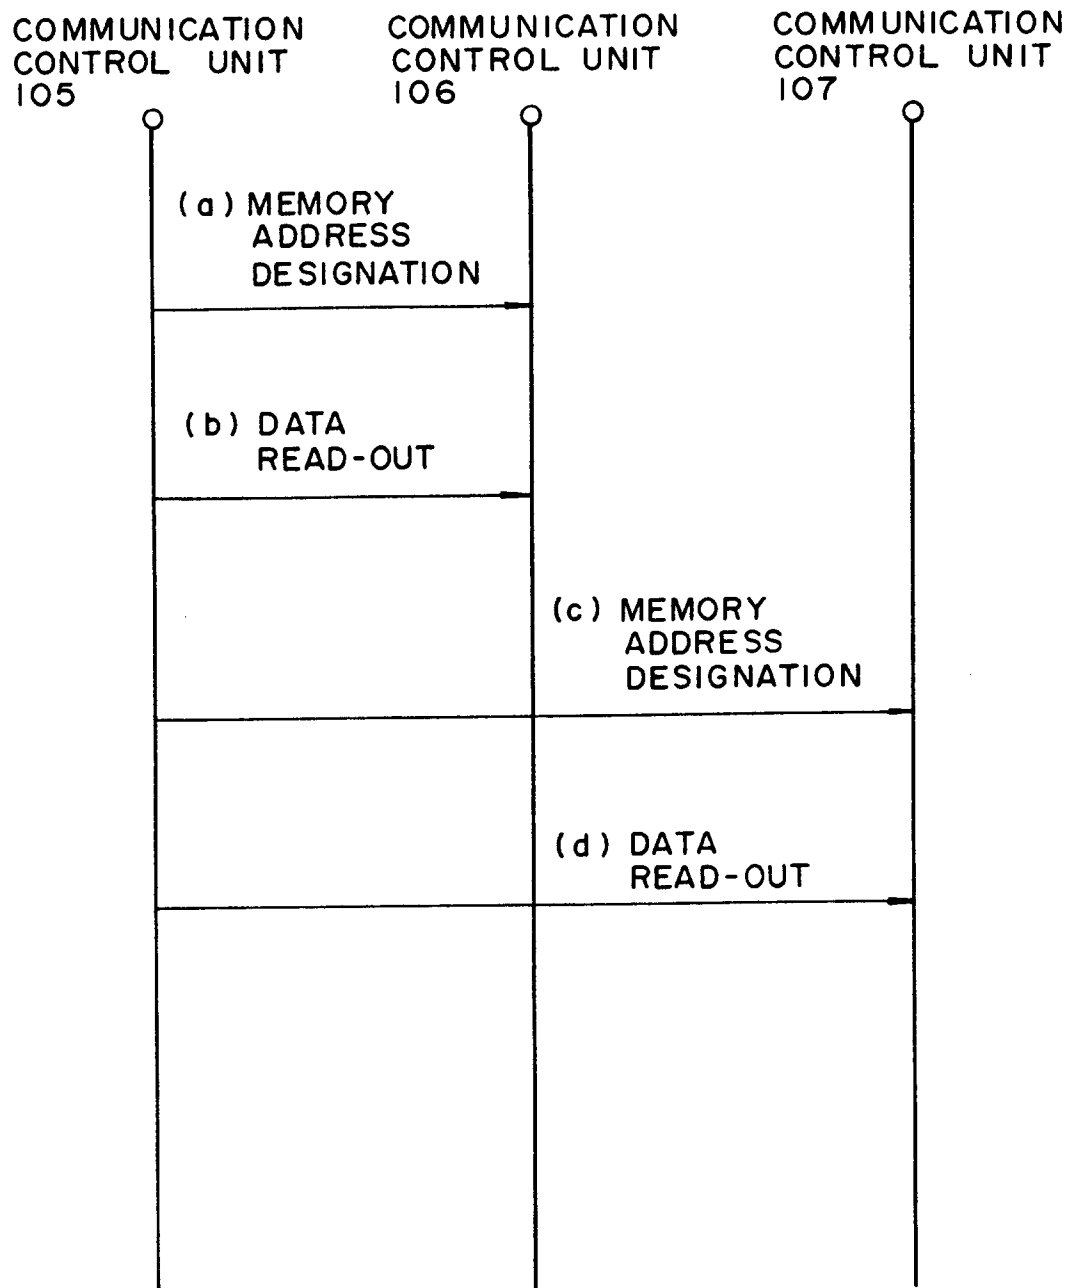 COMMUNICATION
CONTROL UNIT
105
COMMUNICATION
CONTROL UNIT
106
COMMUNICATION
CONTROL UNIT
107
(a) MEMORY
ADDRESS
DESIGNATION
(b) DATA
READ-OUT
(c) MEMORY
ADDRESS
DESIGNATION
(d) DATA
READ-OUT